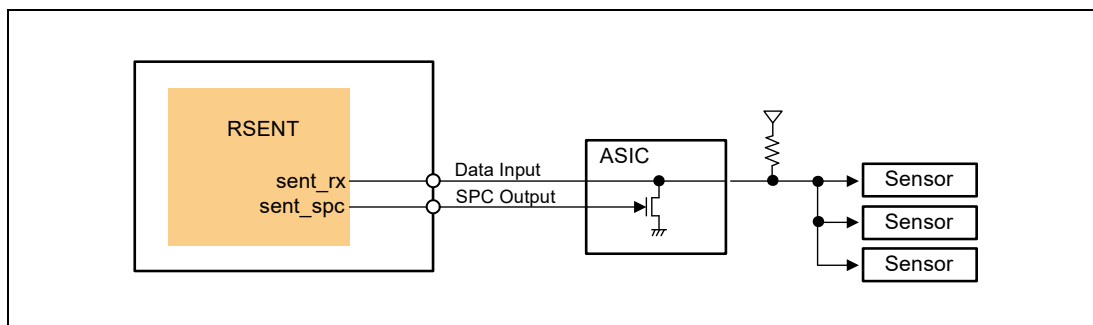 RSENT
sent_rx
sent_spc
Data Input
SPC Output
ASIC
Sensor
Sensor
Sensor